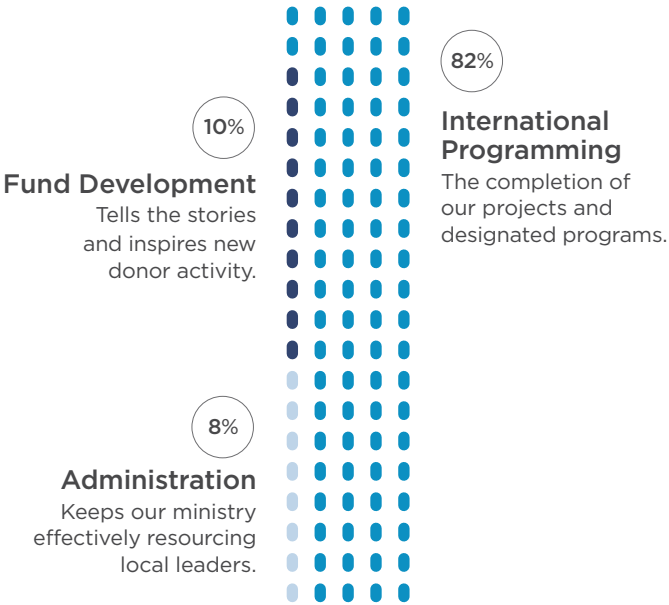 82%
International
Programming
The completion of
our projects and
designated programs.
10%
Fund Development
Tells the stories
and inspires new
donor activity.
8%
Administration
Keeps our ministry
effectively resourcing
local leaders.